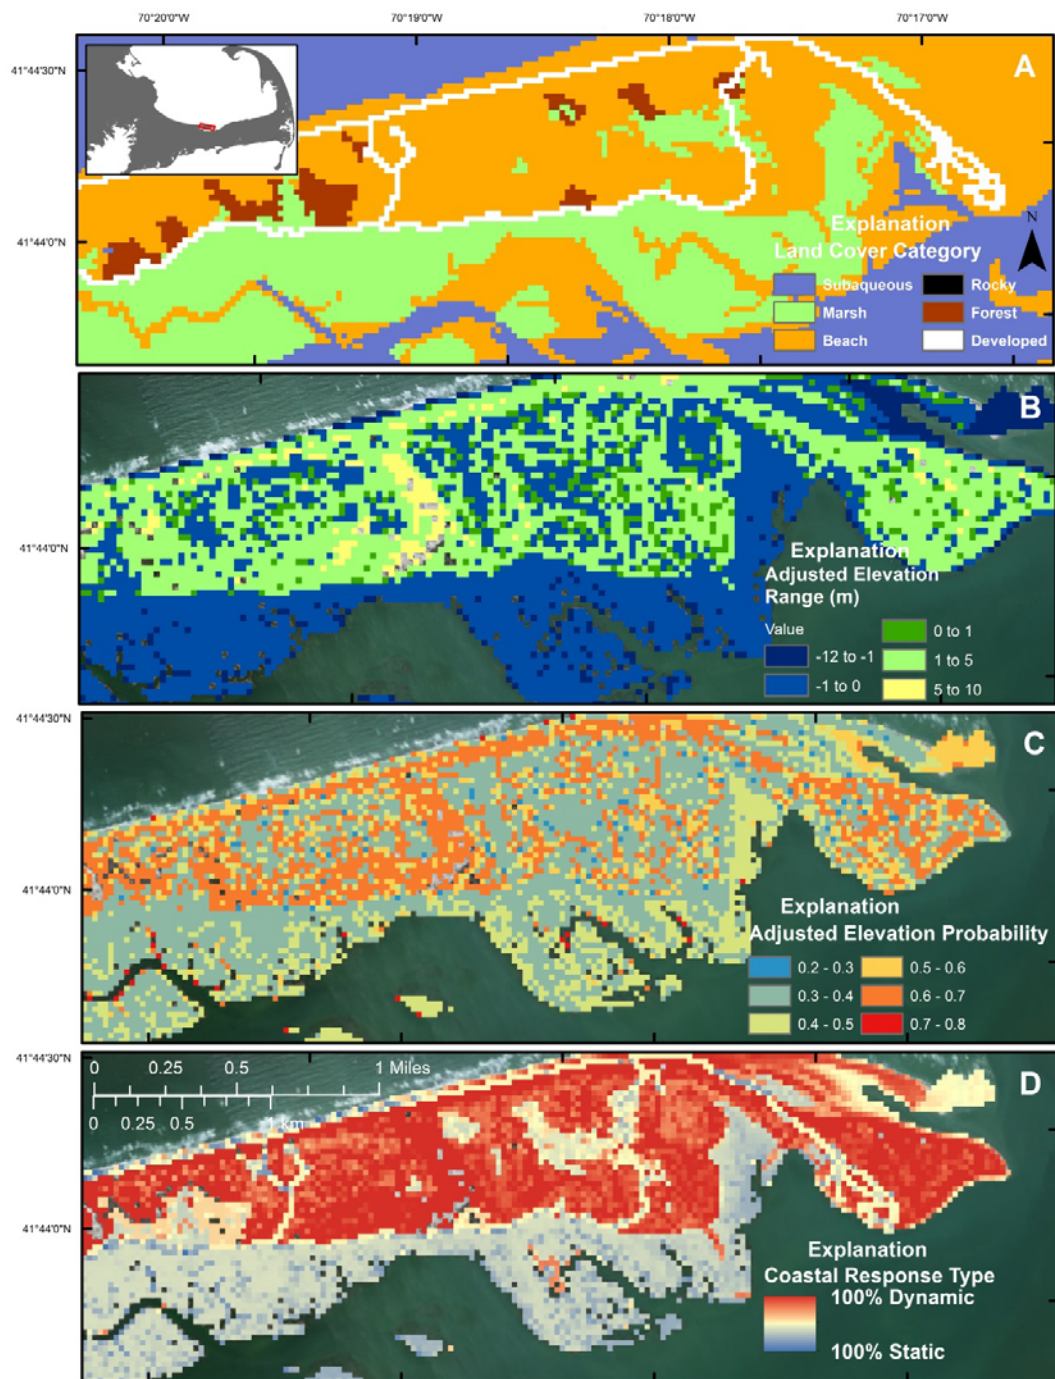 70°20'0"W 70°19'0"W 70°18'0"W 70°17'0"W
41°44'30"N
A
41°44'0"N
N
Explanation
Land Cover Category
Subaqueous Rocky
Marsh Forest
Beach Developed
B
41°44'0"N
Explanation
Adjusted Elevation
Range (m)
Value
0 to 1
-12 to -1
1 to 5
-1 to 0
5 to 10
41°44'30"N
C
41°44'0"N
Explanation
Adjusted Elevation Probability
0.2 - 0.3 0.5 - 0.6
0.3 - 0.4 0.6 - 0.7
0.4 - 0.5 0.7 - 0.8
41°44'30"N
0 0.25 0.5 1 Miles
D
0 0.25 0.5 1 km
41°44'0"N
Explanation
Coastal Response Type
100% Dynamic
100% Static